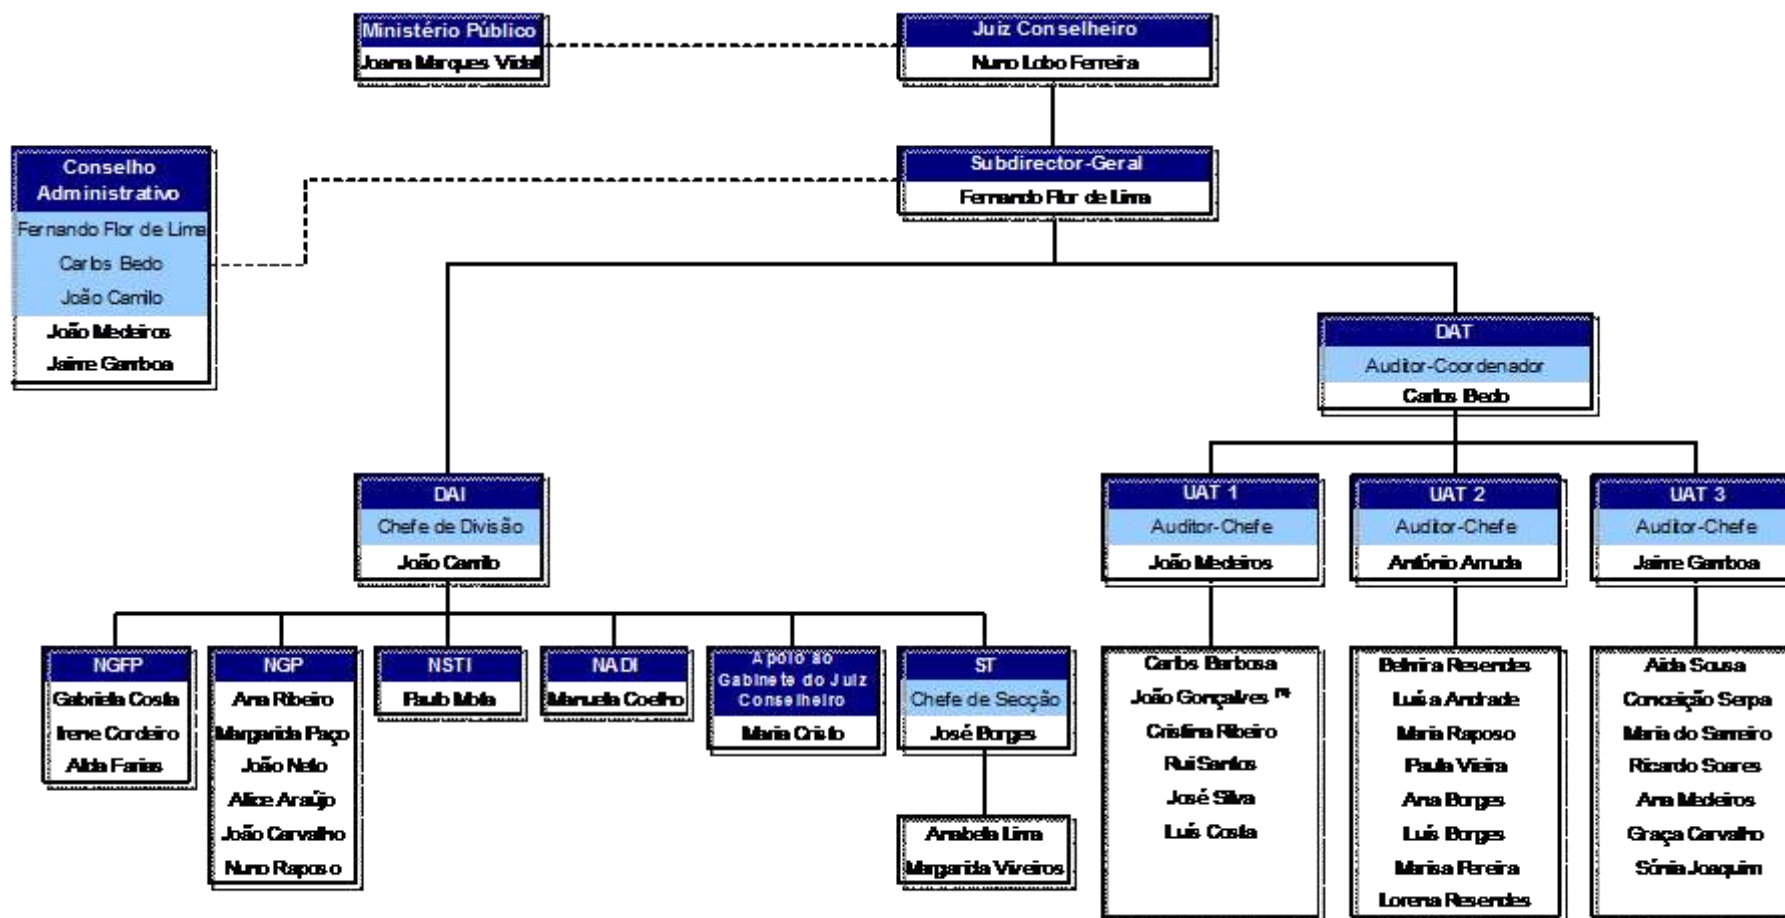 Ministério Público
Joana Marques Vidal
Juiz Conselheiro
Nuno Lobo Ferreira
Conselho
Administrativo
Fernando Flor de Lima
Carlos Bedo
João Camilo
João Medeiros
Jaime Gamboa
Subdirector-Geral
Fernando Flor de Lima
DAT
Auditor-Coordenador
Carlos Bedo
DAI
Chefe de Divisão
João Camilo
UAT 1
Auditor-Chefe
João Medeiros
UAT 2
Auditor-Chefe
António Arruda
UAT 3
Auditor-Chefe
Jaime Gamboa
NGFP
Gabriela Costa
Irene Cordeiro
Alda Farias
NGP
Ana Ribeiro
Margarida Paço
João Neto
Alice Araújo
João Carvalho
Nuno Raposo
NSTI
Paulo Mota
NADI
Manuela Coelho
Apoio ao
Gabinete do Juiz
Conselheiro
Maria Cristo
ST
Chefe de Secção
José Borges
Anabela Lima
Margarida Viveiros
Carlos Barbosa
João Gonçalves
Cristina Ribeiro
Rui Santos
José Silva
Luís Costa
Belmira Resendes
Luísa Andrade
Maria Raposo
Paula Vieira
Ana Borges
Luís Borges
Marisa Pereira
Lorena Resendes
Aida Sousa
Conceição Serpa
Maria do Sameiro
Ricardo Soares
Ana Medeiros
Graça Carvalho
Sónia Joaquim